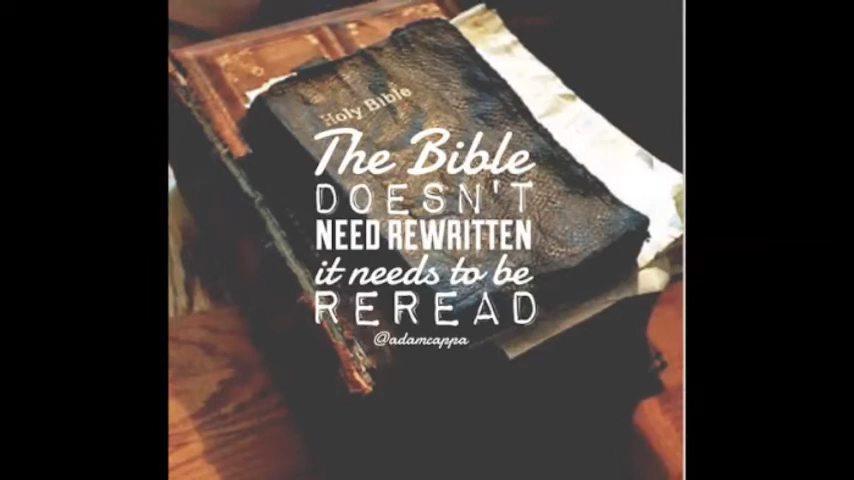 Holy Bible
The Bible
DOESN'T
NEED REWRITTEN
it needs to be
REREAD
@adamcappa